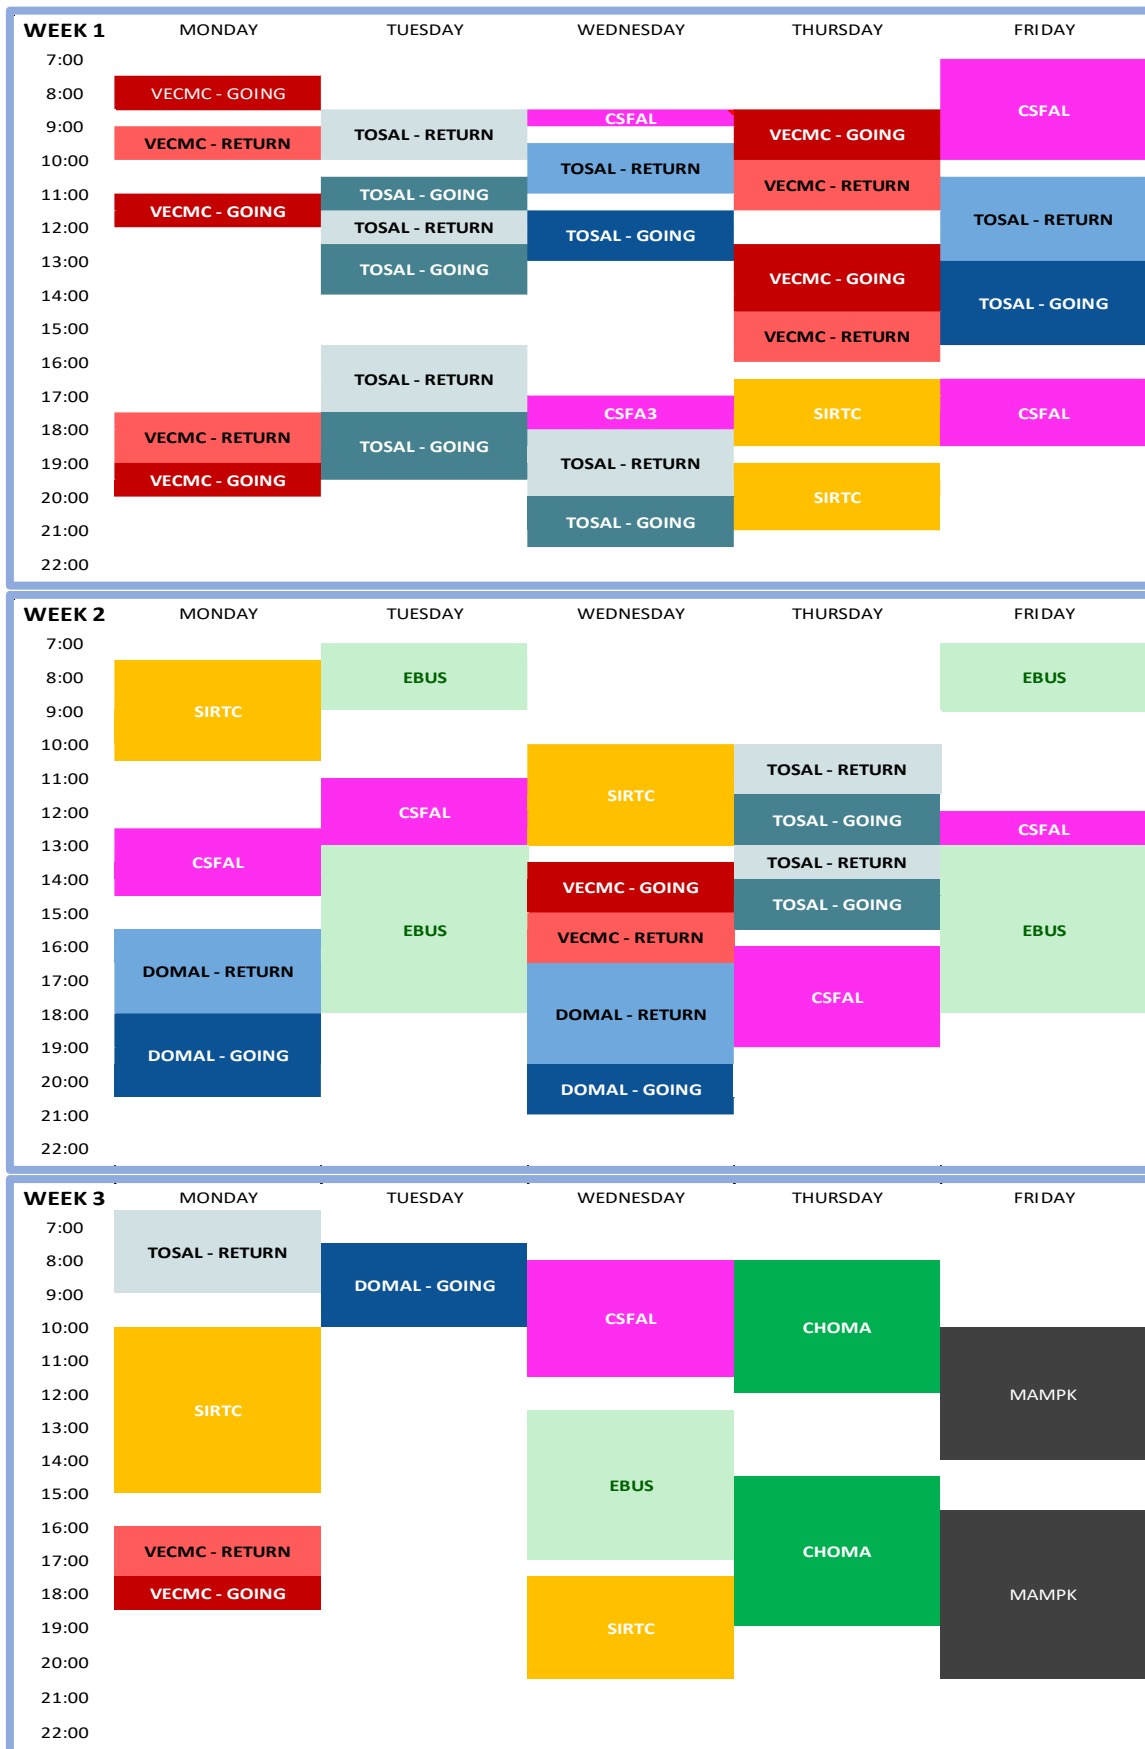 WEEK 1 MONDAY TUESDAY WEDNESDAY THURSDAY FRIDAY
7:00
8:00 VECMC - GOING CSFAL
9:00 CSFAL
VECMC - RETURN TOSAL - RETURN VECMC - GOING
10:00 TOSAL - RETURN
11:00 TOSAL - GOING VECMC - RETURN
VECMC - GOING
12:00 TOSAL - RETURN TOSAL - GOING TOSAL - RETURN
13:00 TOSAL - GOING VECMC - GOING
14:00 TOSAL - GOING
15:00 VECMC - RETURN
16:00
TOSAL - RETURN
17:00 CSFA3 SIRTC CSFAL
18:00 VECMC - RETURN TOSAL - GOING
19:00 TOSAL - RETURN
VECMC - GOING
20:00 SIRTC
21:00 TOSAL - GOING
22:00
WEEK 2 MONDAY TUESDAY WEDNESDAY THURSDAY FRIDAY
7:00
8:00 EBUS EBUS
9:00 SIRTC
10:00
TOSAL - RETURN
11:00 SIRTC
12:00 CSFAL TOSAL - GOING CSFAL
13:00
CSFAL TOSAL - RETURN
14:00 VECMC - GOING
15:00 TOSAL - GOING
16:00 EBUS VECMC - RETURN EBUS
17:00 DOMAL - RETURN CSFAL
18:00 DOMAL - RETURN
19:00 DOMAL - GOING
20:00 DOMAL - GOING
21:00
22:00
WEEK 3 MONDAY TUESDAY WEDNESDAY THURSDAY FRIDAY
7:00
TOSAL - RETURN
8:00
9:00 DOMAL - GOING CSFAL
10:00 CHOMA
11:00
12:00 SIRTC MAMPK
13:00
14:00
15:00 EBUS
16:00
17:00 VECMC - RETURN CHOMA
18:00 VECMC - GOING MAMPK
19:00 SIRTC
20:00
21:00
22:00